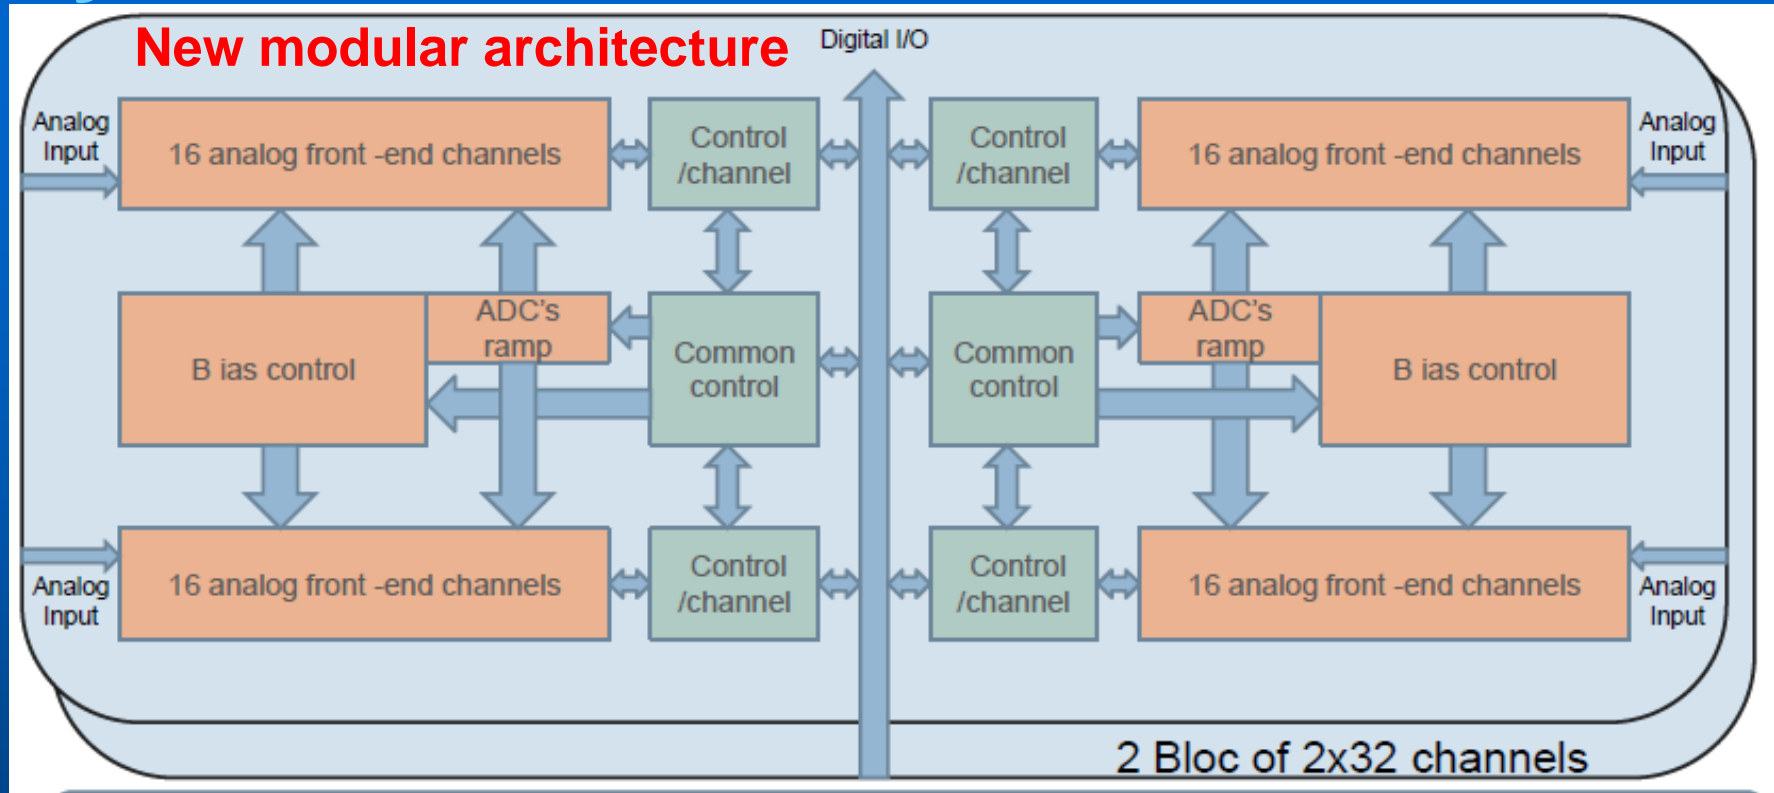 New modular architecture
Digital I/O
Analog
Input
16 analog front -end channels
Control
/channel
Control
/channel
16 analog front -end channels
Analog
Input
B ias control
ADC's
ramp
Common
control
Common
control
ADC's
ramp
B ias control
Analog
Input
16 analog front -end channels
Control
/channel
Control
/channel
16 analog front -end channels
Analog
Input
2 Bloc of 2x32 channels